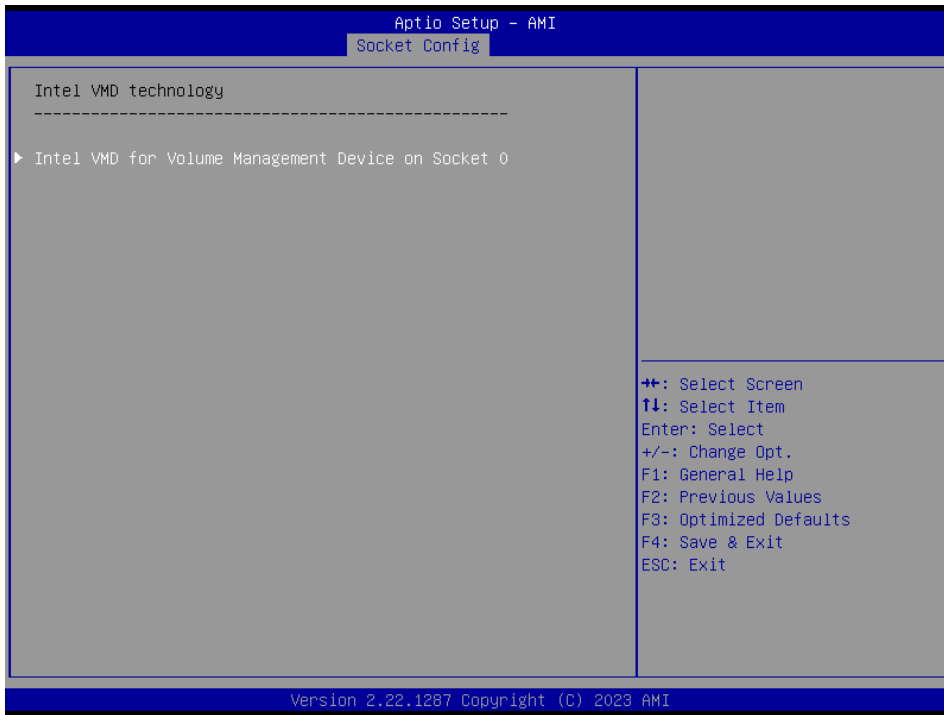 Aptio Setup - AMI
Socket Config
Intel VMD technology
--------------------------------------------------
Intel VMD for Volume Management Device on Socket 0
→←: Select Screen
↑↓: Select Item
Enter: Select
+/-: Change Opt.
F1: General Help
F2: Previous Values
F3: Optimized Defaults
F4: Save & Exit
ESC: Exit
Version 2.22.1287 Copyright (C) 2023 AMI